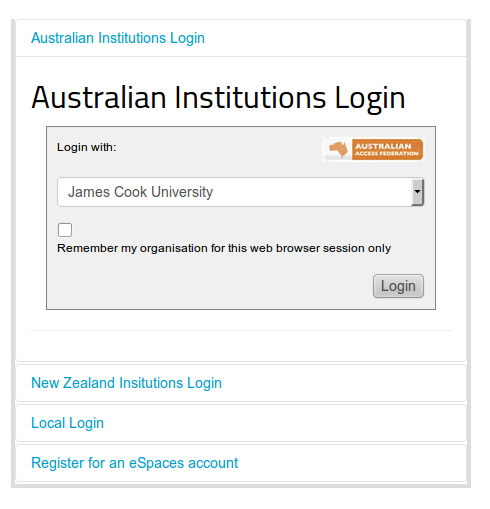 Australian Institutions Login
Australian Institutions Login
Login with:
AUSTRALIAN
ACCESS FEDERATION
James Cook University
Remember my organisation for this web browser session only
Login
New Zealand Insitutions Login
Local Login
Register for an eSpaces account